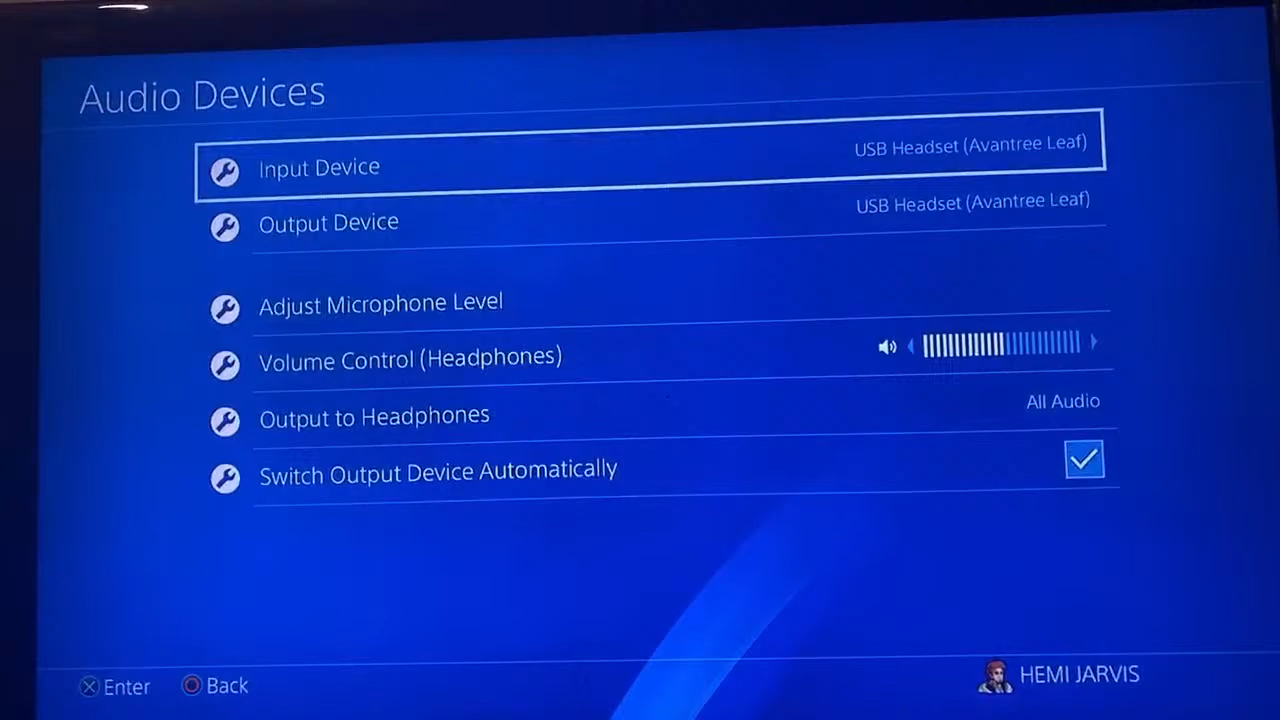 Audio Devices
Input Device USB Headset (Avantree Leaf)
Output Device USB Headset (Avantree Leaf)
Adjust Microphone Level
Volume Control (Headphones)
Output to Headphones All Audio
Switch Output Device Automatically
Enter Back HEMI JARVIS